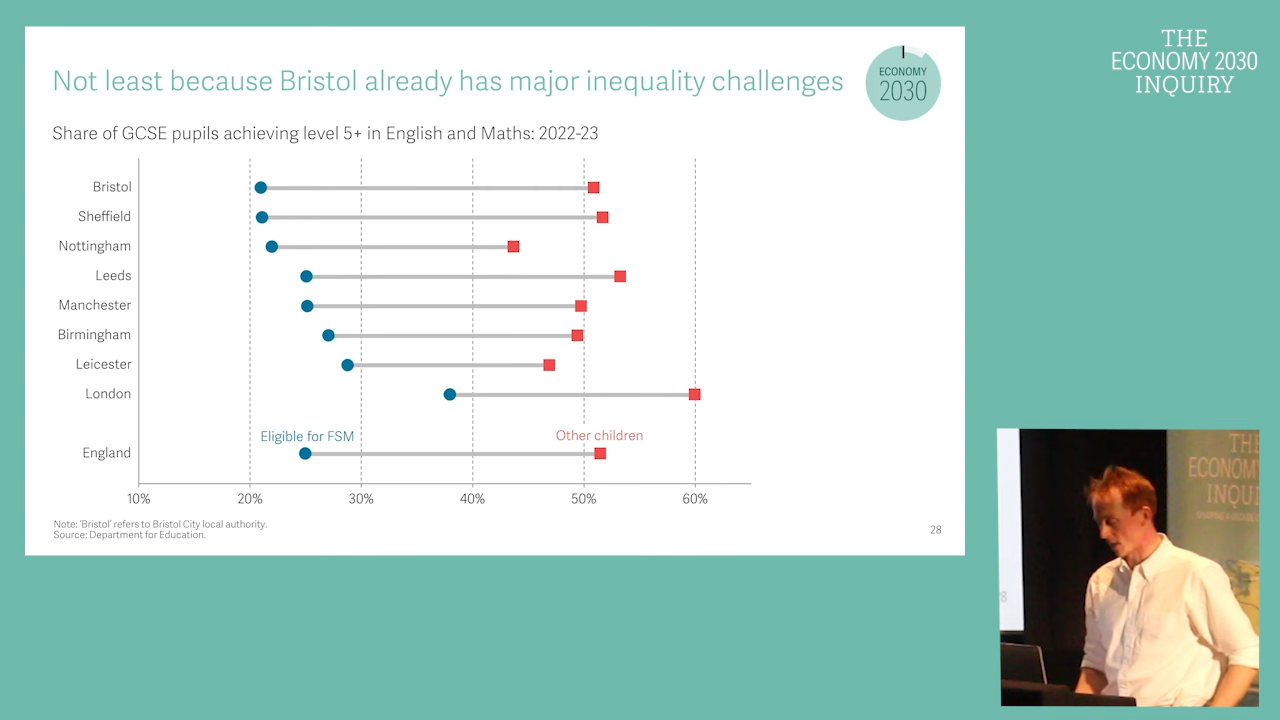 THE
ECONOMY 2030
INQUIRY
Not least because Bristol already has major inequality challenges
ECONOMY
2030
Share of GCSE pupils achieving level 5+ in English and Maths: 2022-23
Bristol
Sheffield
Nottingham
Leeds
Manchester
Birmingham
Leicester
London
Eligible for FSM
Other children
England
10%
20%
30%
40%
50%
60%
Note: 'Bristol' refers to Bristol City local authority.
Source: Department for Education.
28
TH
ECONOM
INQUI